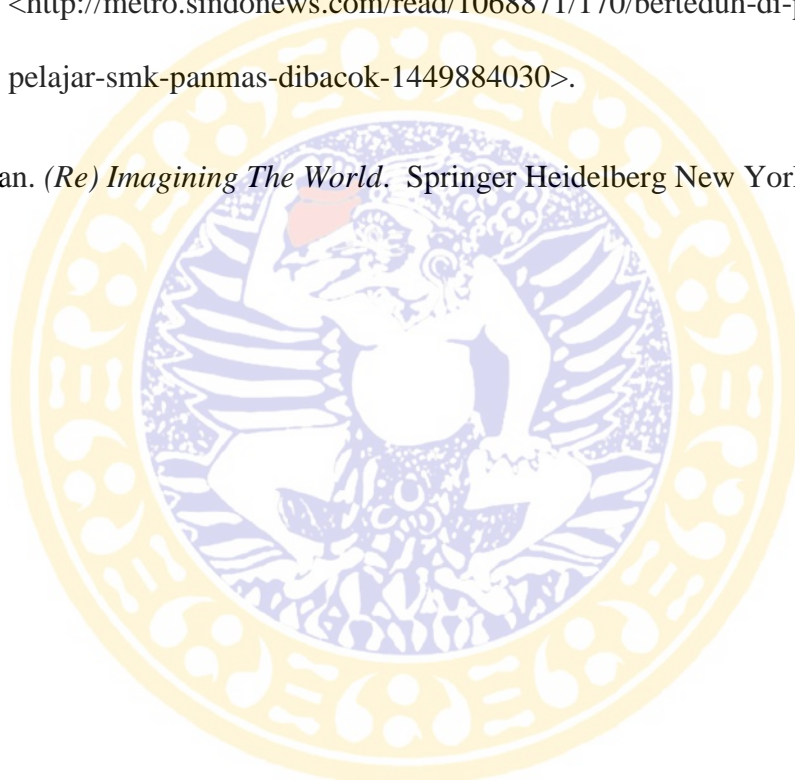 <http://metro.sindonews.com/read/1068871/170/berteduh-di-p
pelajar-smk-panmas-dibacok-1449884030>.
an. (Re) Imagining The World. Springer Heidelberg New York